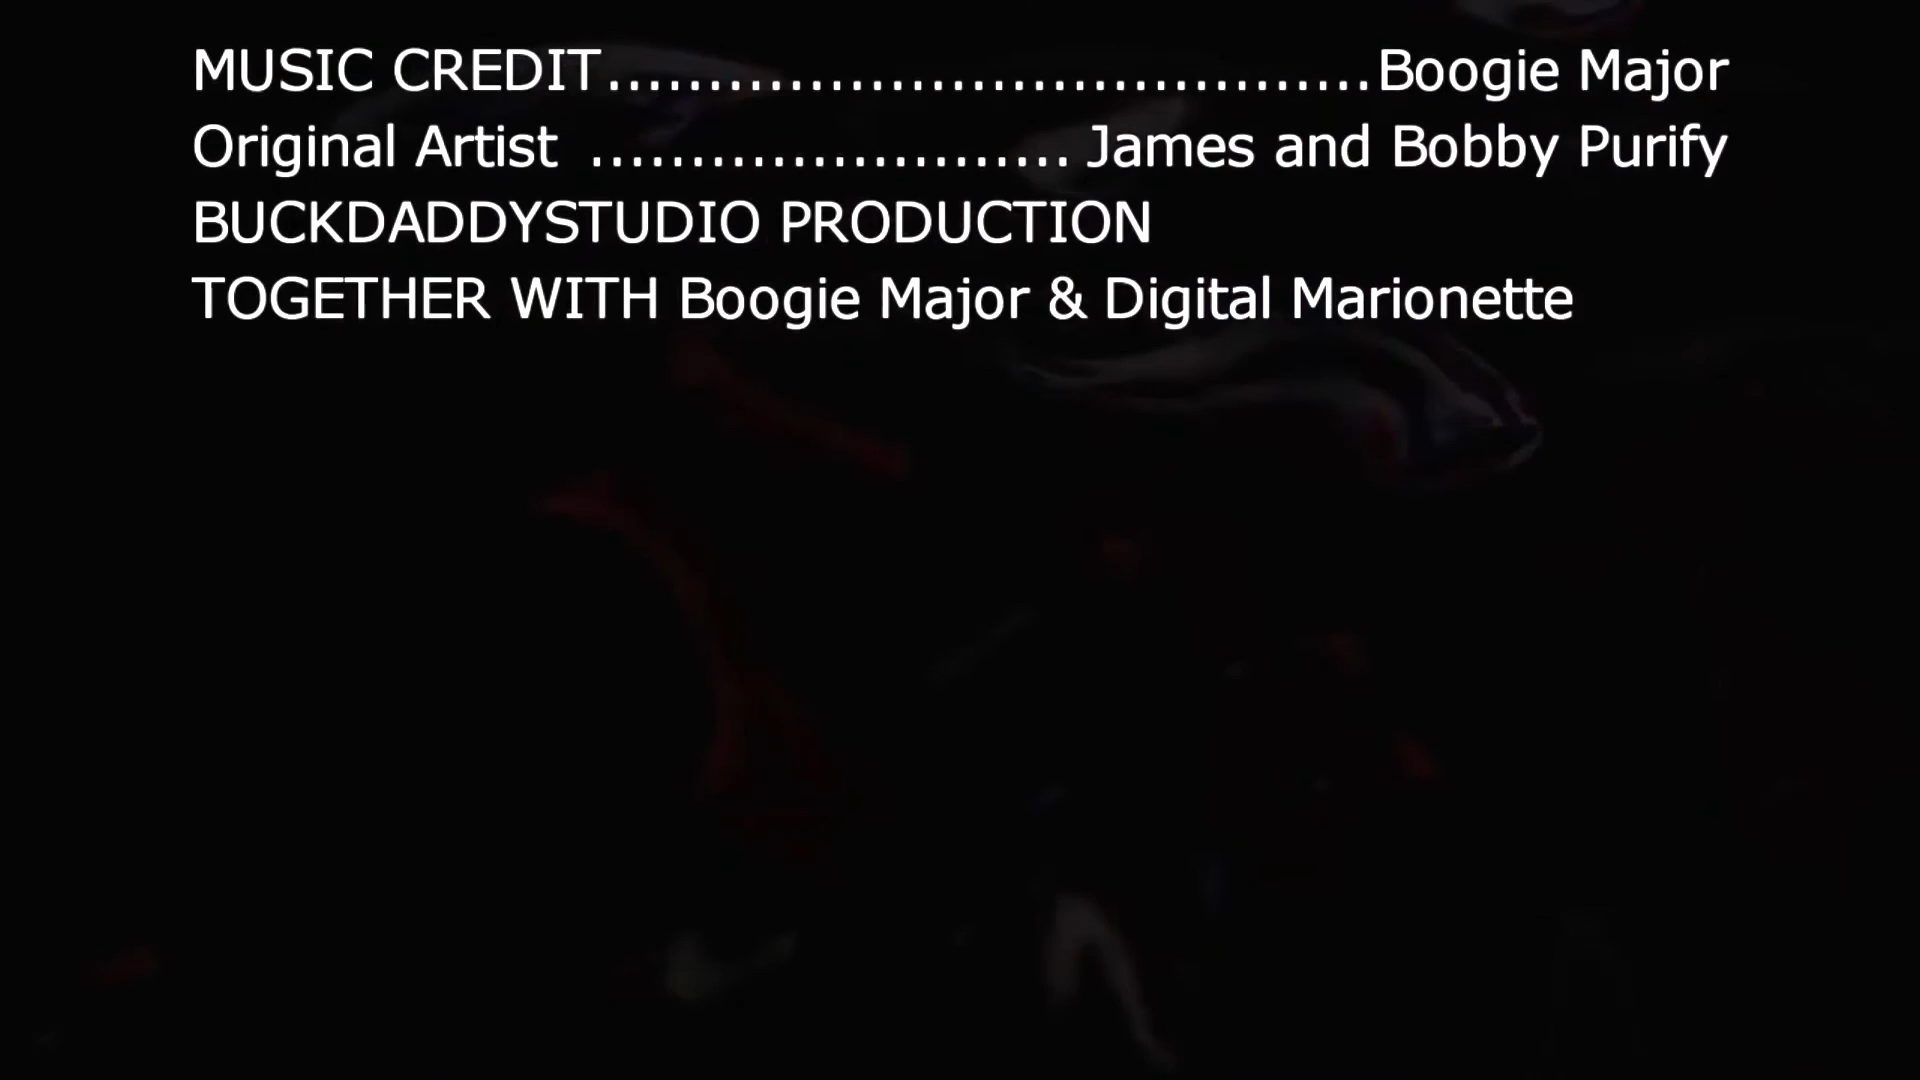 MUSIC CREDIT......................................Boogie Major
Original Artist ........................ James and Bobby Purify
BUCKDADDYSTUDIO PRODUCTION
TOGETHER WITH Boogie Major & Digital Marionette